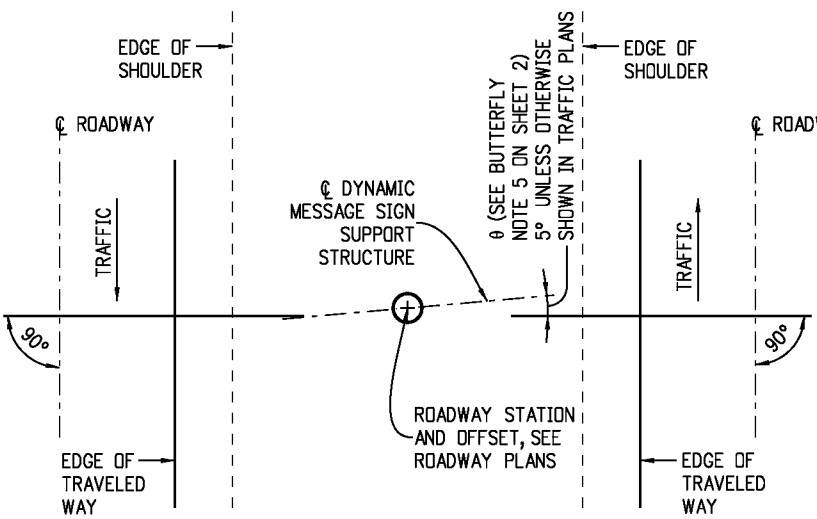 EDGE OF
SHOULDER
℄ ROADWAY
TRAFFIC
90°
EDGE OF
TRAVELED
WAY
℄ DYNAMIC
MESSAGE SIGN
SUPPORT
STRUCTURE
θ (SEE BUTTERFLY
NOTE 5 ON SHEET 2)
5° UNLESS OTHERWISE
SHOWN IN TRAFFIC PLANS
ROADWAY STATION
AND OFFSET, SEE
ROADWAY PLANS
EDGE OF
SHOULDER
℄ ROAD
TRAFFIC
90°
EDGE OF
TRAVELED
WAY